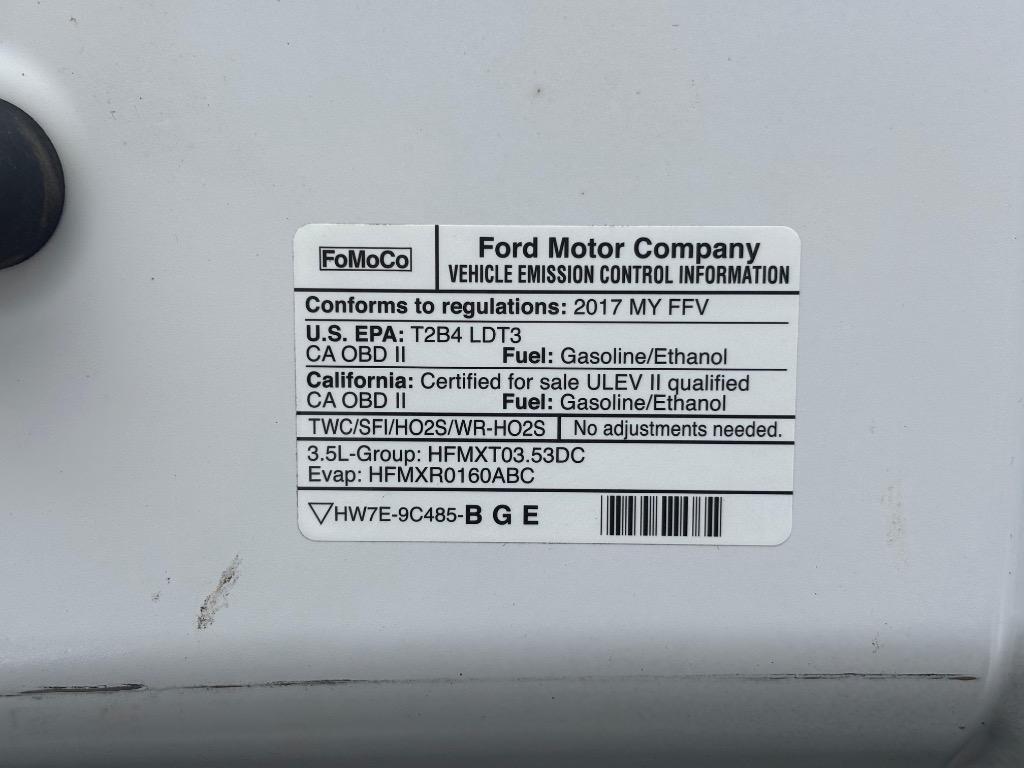 FoMoCo
Ford Motor Company
VEHICLE EMISSION CONTROL INFORMATION
Conforms to regulations: 2017 MY FFV
U.S. EPA: T2B4 LDT3
CA OBD II Fuel: Gasoline/Ethanol
California: Certified for sale ULEV II qualified
CA OBD II Fuel: Gasoline/Ethanol
TWC/SFI/HO2S/WR-HO2S No adjustments needed.
3.5L-Group: HFMXT03.53DC
Evap: HFMXR0160ABC
HW7E-9C485-B G E